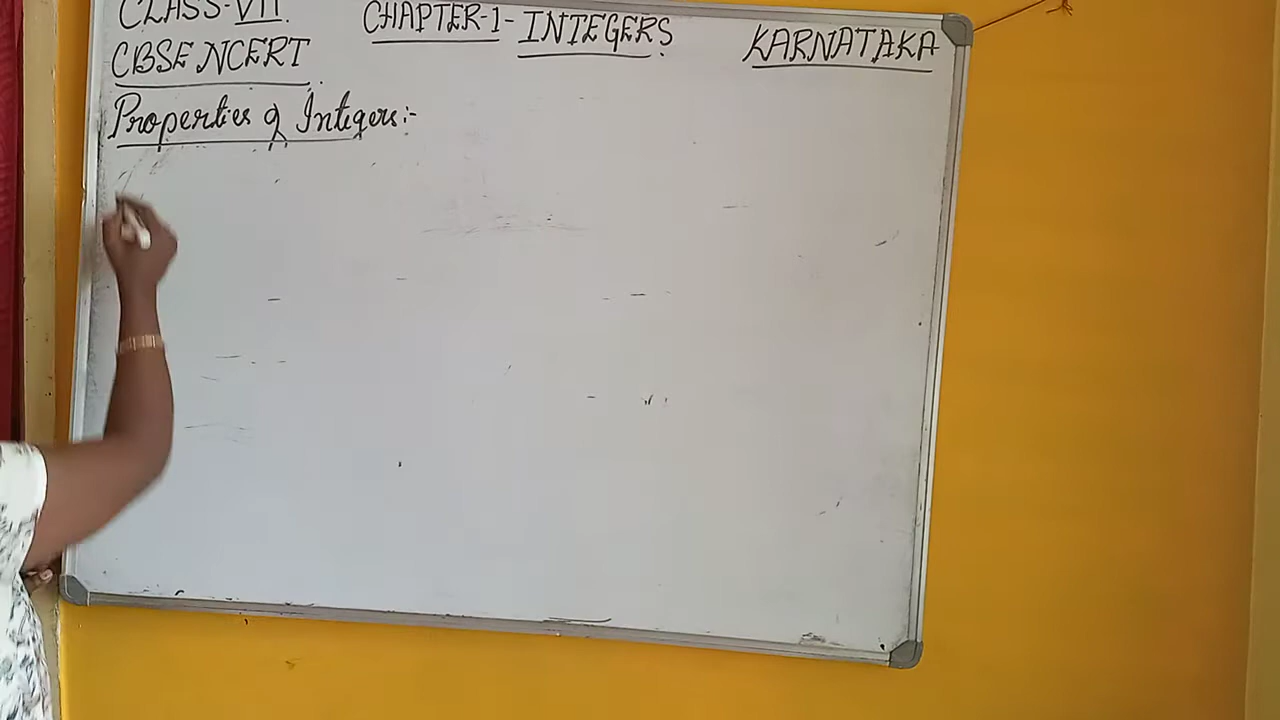 CLASS-VII.
CHAPTER-1- INTEGERS
KARNATAKA
CBSE NCERT
Properties of Integers:-